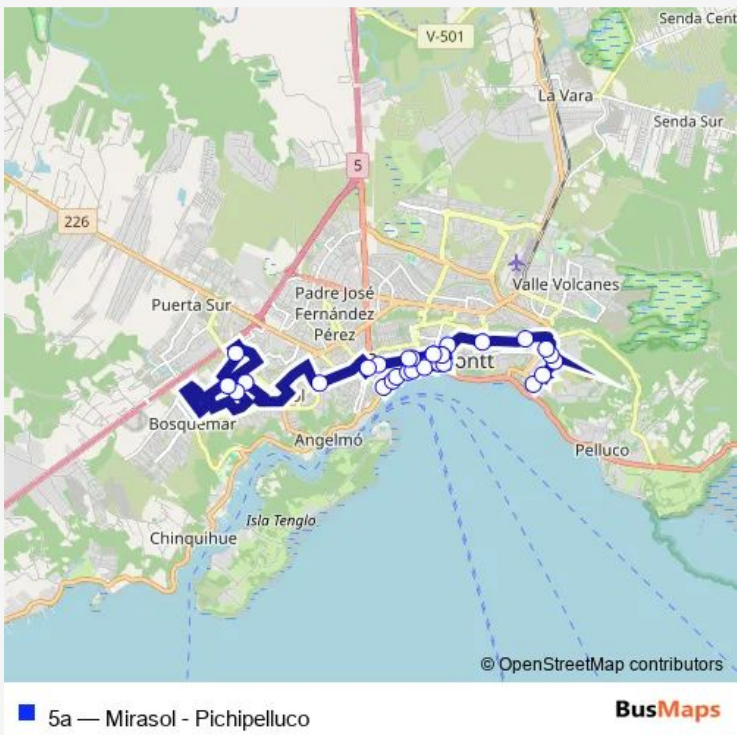 Senda Cent
V-501
La Vara
Senda Sur
5
226
Valle Volcanes
Puerta Sur
Padre José
Fernández
Pérez
ontt
ol
Bosquemar
Angelmó
Pelluco
Isla Tenglo
Chinquihue
© OpenStreetMap contributors
5a — Mirasol - Pichipelluco
BusMaps